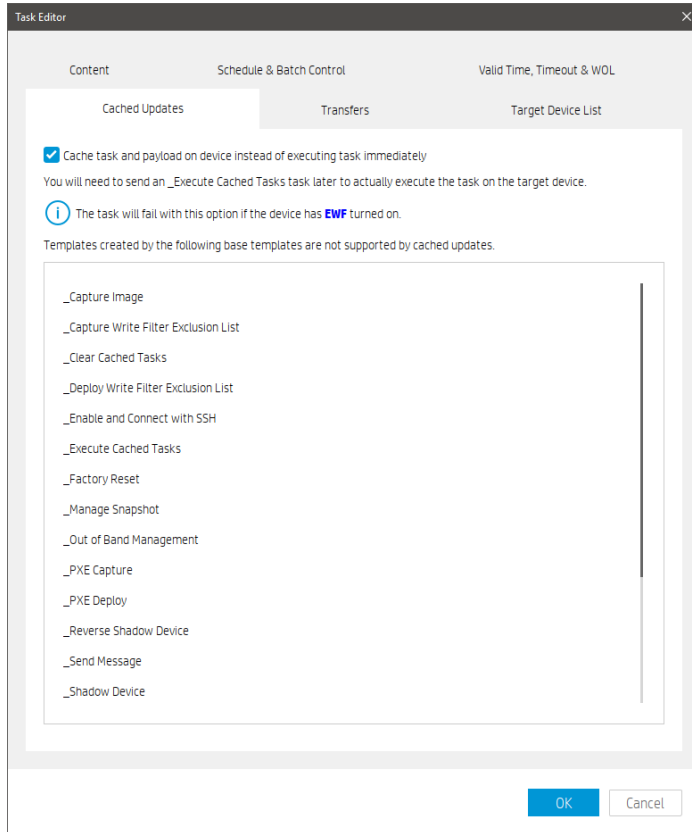 Task Editor
Content
Schedule & Batch Control
Valid Time, Timeout & WOL
Cached Updates
Transfers
Target Device List
Cache task and payload on device instead of executing task immediately
You will need to send an _Execute Cached Tasks task later to actually execute the task on the target device.
The task will fail with this option if the device has EWF turned on.
Templates created by the following base templates are not supported by cached updates.
_Capture Image
_Capture Write Filter Exclusion List
_Clear Cached Tasks
_Deploy Write Filter Exclusion List
_Enable and Connect with SSH
_Execute Cached Tasks
_Factory Reset
_Manage Snapshot
_Out of Band Management
_PXE Capture
_PXE Deploy
_Reverse Shadow Device
_Send Message
_Shadow Device
OK
Cancel